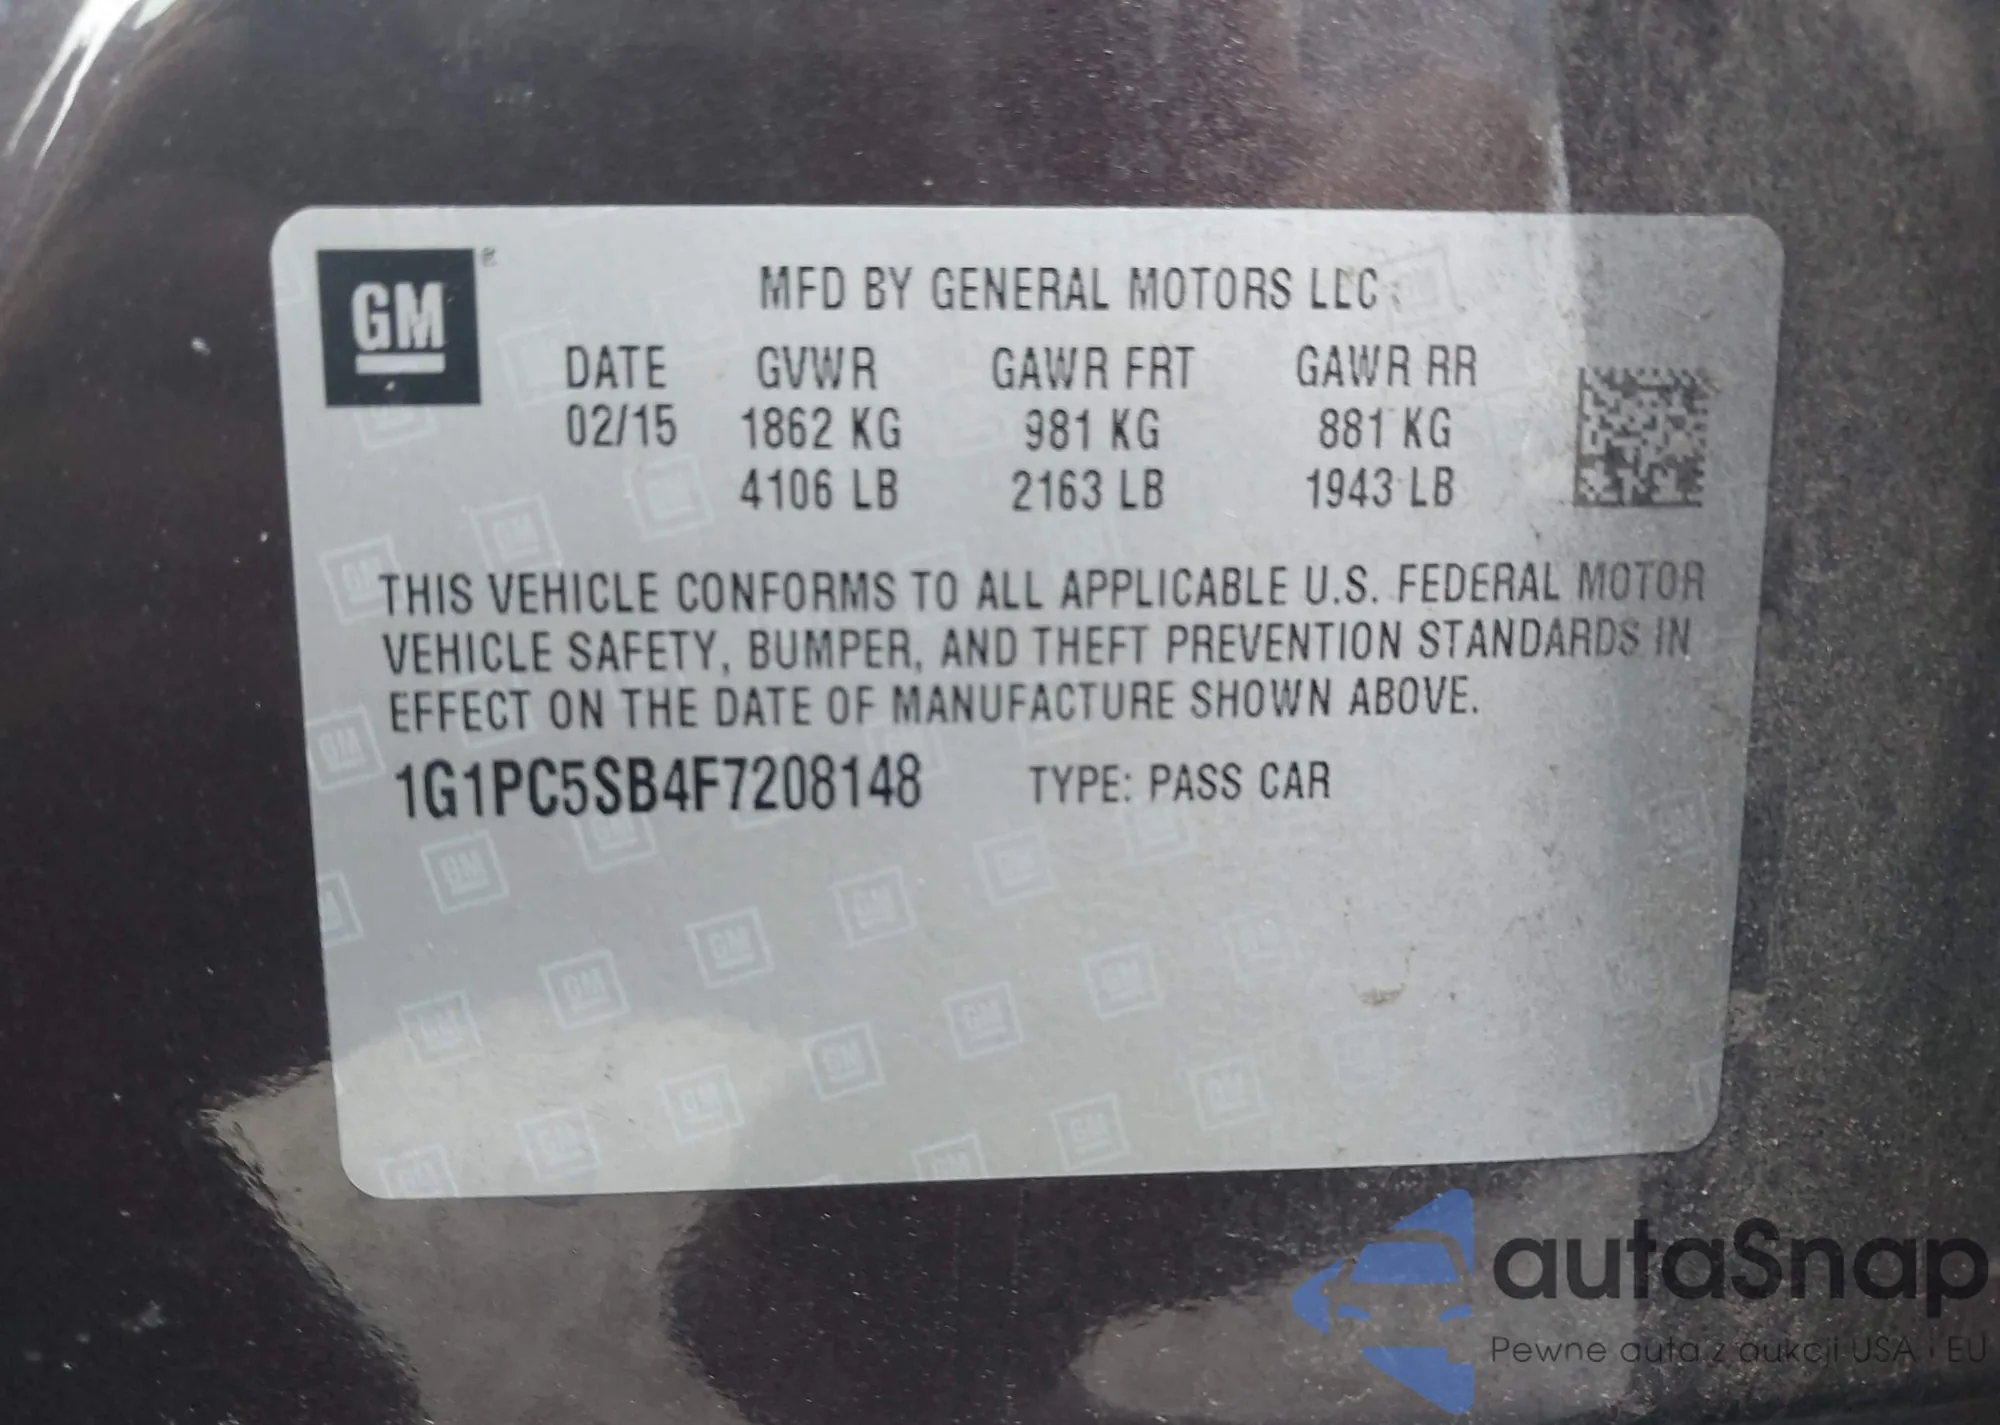 GM
MFD BY GENERAL MOTORS LLC
DATE GVWR GAWR FRT GAWR RR
02/15 1862 KG 981 KG 881 KG
4106 LB 2163 LB 1943 LB
THIS VEHICLE CONFORMS TO ALL APPLICABLE U.S. FEDERAL MOTOR
VEHICLE SAFETY, BUMPER, AND THEFT PREVENTION STANDARDS IN
EFFECT ON THE DATE OF MANUFACTURE SHOWN ABOVE.
1G1PC5SB4F7208148 TYPE: PASS CAR
autaSnap
Pewne auta z aukcji USA i EU